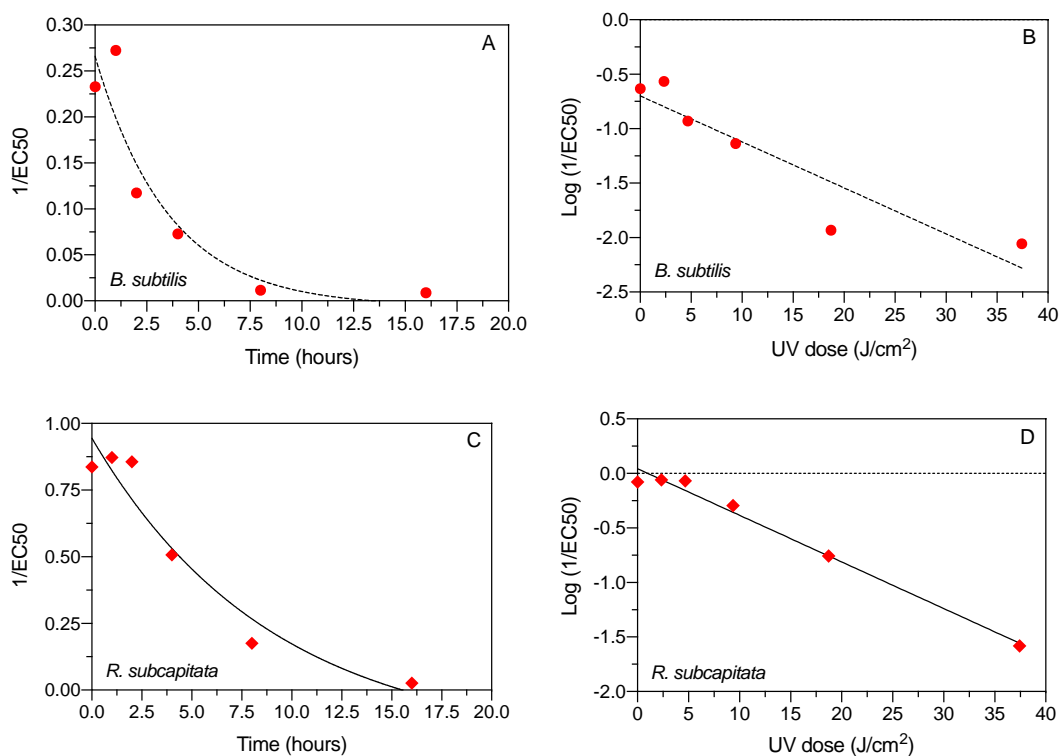 A
0.30
0.25
0.20
0.15
0.10
0.05
0.00
1/EC50
B. subtilis
0.0 2.5 5.0 7.5 10.0 12.5 15.0 17.5 20.0
Time (hours)
B
0.0
-0.5
-1.0
-1.5
-2.0
-2.5
Log (1/EC50)
B. subtilis
0 5 10 15 20 25 30 35 40
UV dose (J/cm²)
C
1.00
0.75
0.50
0.25
0.00
1/EC50
R. subcapitata
0.0 2.5 5.0 7.5 10.0 12.5 15.0 17.5 20.0
Time (hours)
D
0.5
0.0
-0.5
-1.0
-1.5
-2.0
Log (1/EC50)
R. subcapitata
0 5 10 15 20 25 30 35 40
UV dose (J/cm²)